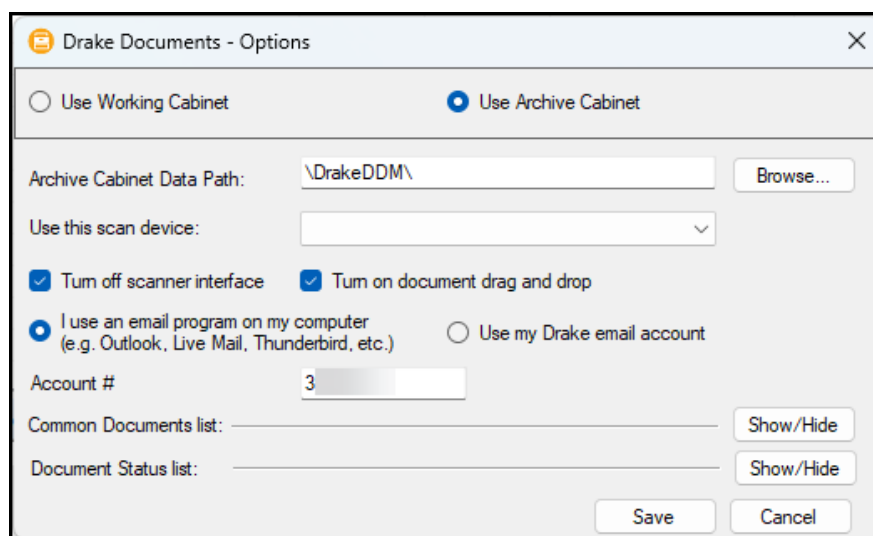 Drake Documents - Options
Use Working Cabinet
Use Archive Cabinet
Archive Cabinet Data Path:
\DrakeDDM\
Browse...
Use this scan device:
Turn off scanner interface
Turn on document drag and drop
I use an email program on my computer
(e.g. Outlook, Live Mail, Thunderbird, etc.)
Use my Drake email account
Account #
3
Common Documents list:
Show/Hide
Document Status list:
Show/Hide
Save
Cancel